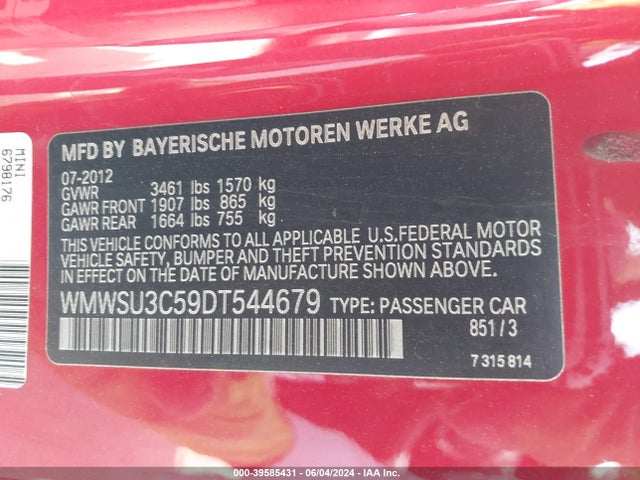 MINI
6798176
MFD BY BAYERISCHE MOTOREN WERKE AG
07-2012
GVWR 3461 lbs 1570 kg
GAWR FRONT 1907 lbs 865 kg
GAWR REAR 1664 lbs 755 kg
THIS VEHICLE CONFORMS TO ALL APPLICABLE U.S.FEDERAL MOTOR
VEHICLE SAFETY, BUMPER AND THEFT PREVENTION STANDARDS
IN EFFECT ON THE DATE OF MANUFACTURE SHOWN ABOVE.
WMWSU3C59DT544679 TYPE: PASSENGER CAR
851/3
7315814
000-39585431 - 06/04/2024 - IAA Inc.